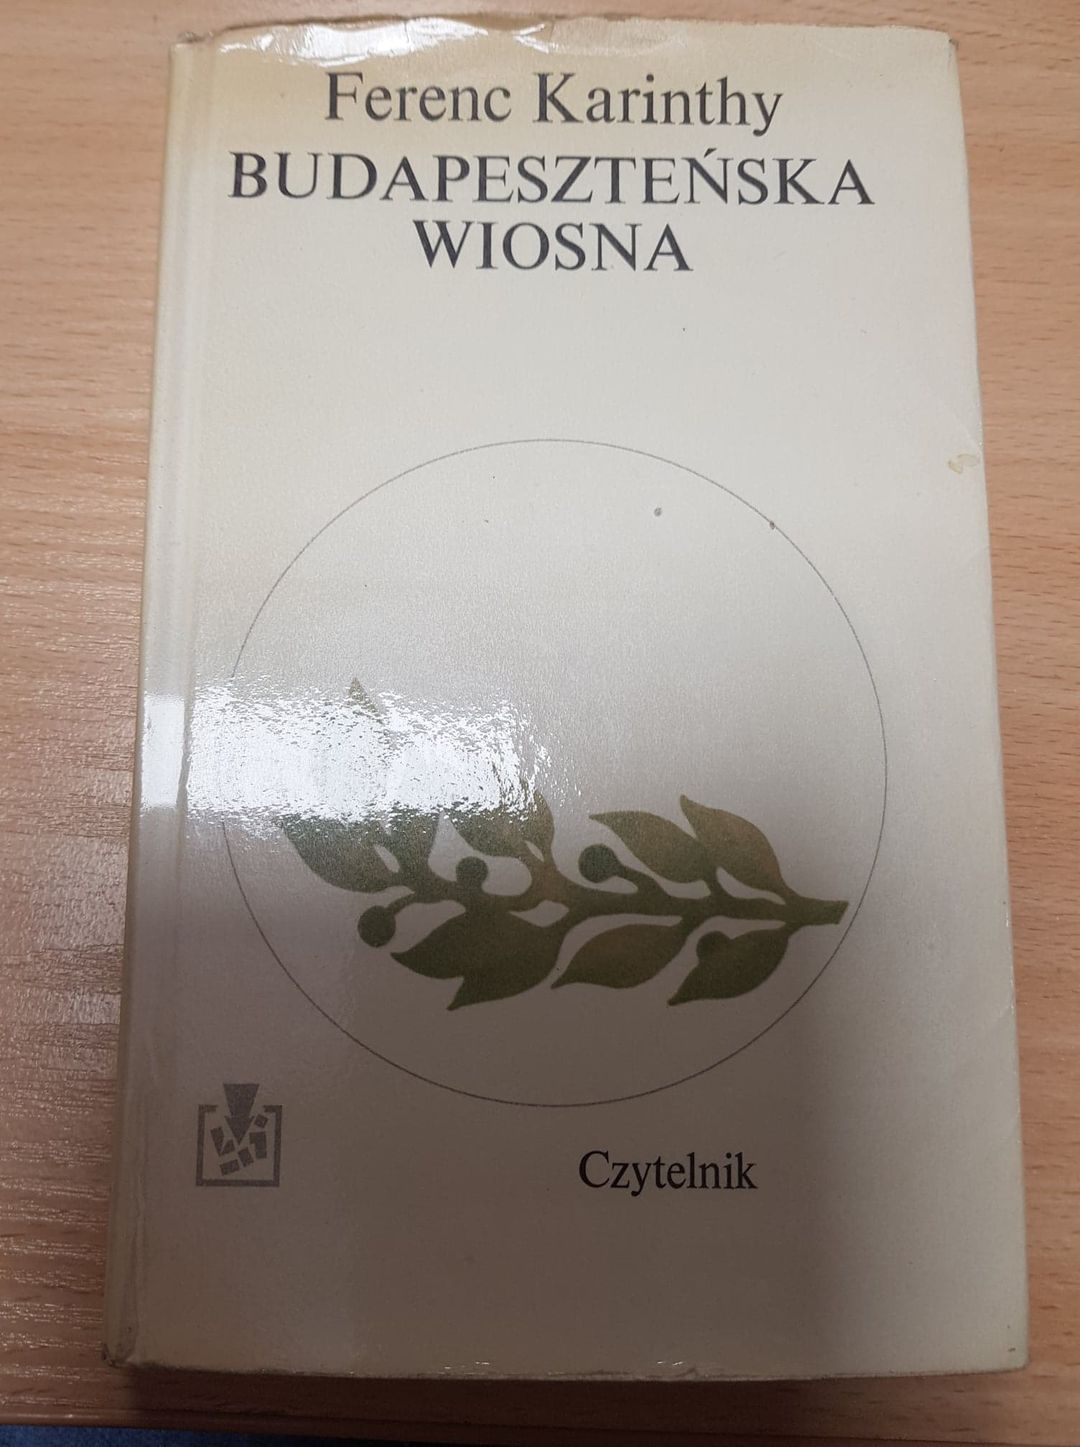 Ferenc Karinthy
BUDAPESZTEŃSKA
WIOSNA
Czytelnik